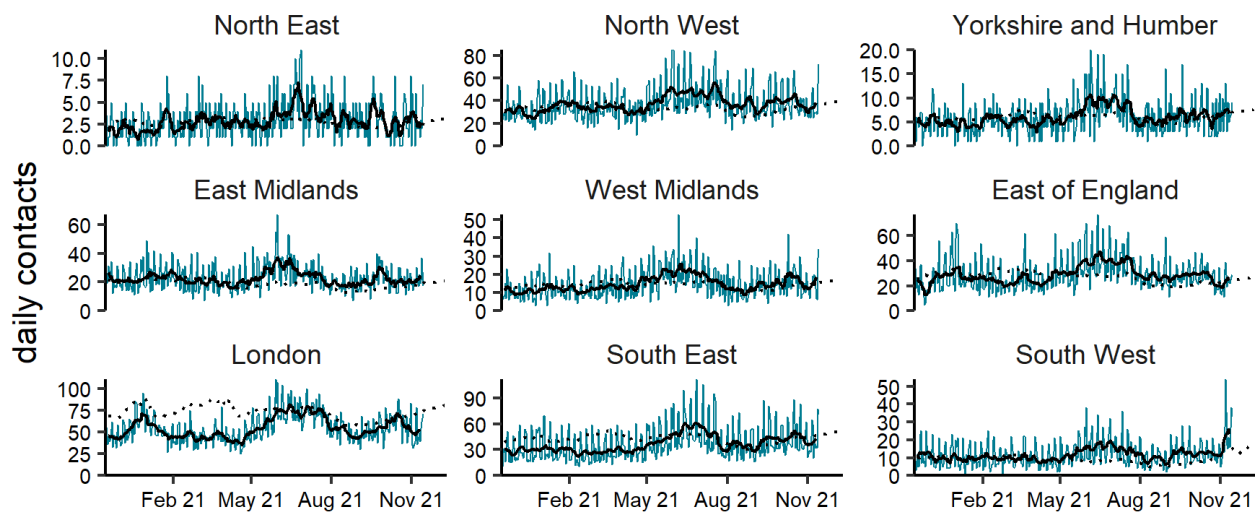 North East North West Yorkshire and Humber
10.0 7.5 5.0 2.5 0.0
80 60 40 20 0
20.0 15.0 10.0 5.0 0.0
East Midlands West Midlands East of England
60 40 20 0
50 40 30 20 10 0
60 40 20 0
daily contacts
London South East South West
100 75 50 25 0
90 60 30 0
50 40 30 20 10 0
Feb 21 May 21 Aug 21 Nov 21 Feb 21 May 21 Aug 21 Nov 21 Feb 21 May 21 Aug 21 Nov 21